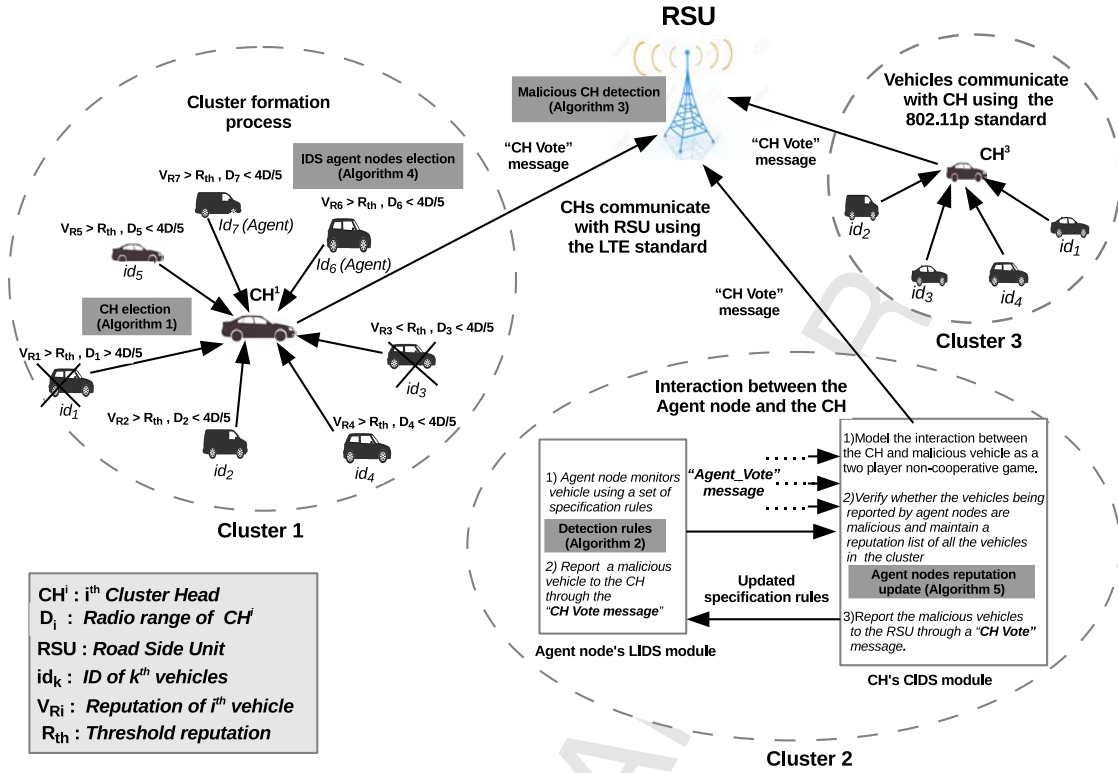 RSU
Malicious CH detection
(Algorithm 3)
Cluster formation
process
IDS agent nodes election
(Algorithm 4)
"CH Vote"
message
V_R7 > R_th , D_7 < 4D/5
V_R6 > R_th , D_6 < 4D/5
Id_7 (Agent)
V_R5 > R_th , D_5 < 4D/5
id_5
Id_6 (Agent)
CH^1
CH election
(Algorithm 1)
V_R1 > R_th , D_1 > 4D/5
V_R3 < R_th , D_3 < 4D/5
id_1
id_3
V_R2 > R_th , D_2 < 4D/5
V_R4 > R_th , D_4 < 4D/5
id_2
id_4
Cluster 1
CHs communicate
with RSU using
the LTE standard
"CH Vote"
message
Vehicles communicate
with CH using the
802.11p standard
"CH Vote"
message
CH^3
id_2
id_1
id_3
id_4
Cluster 3
Interaction between the
Agent node and the CH
1) Agent node monitors
vehicle using a set of
specification rules
Detection rules
(Algorithm 2)
2) Report a malicious
vehicle to the CH
through the
"CH Vote message"
Agent node's LIDS module
"Agent_Vote"
message
Updated
specification rules
1)Model the interaction between
the CH and malicious vehicle as a
two player non-cooperative game.
2)Verify whether the vehicles being
reported by agent nodes are
malicious and maintain a
reputation list of all the vehicles
in the cluster
Agent nodes reputation
update (Algorithm 5)
3)Report the malicious vehicles
to the RSU through a "CH Vote"
message.
CH's CIDS module
Cluster 2
CH^i : i^th Cluster Head
D_i : Radio range of CH^i
RSU : Road Side Unit
id_k : ID of k^th vehicles
V_Ri : Reputation of i^th vehicle
R_th : Threshold reputation